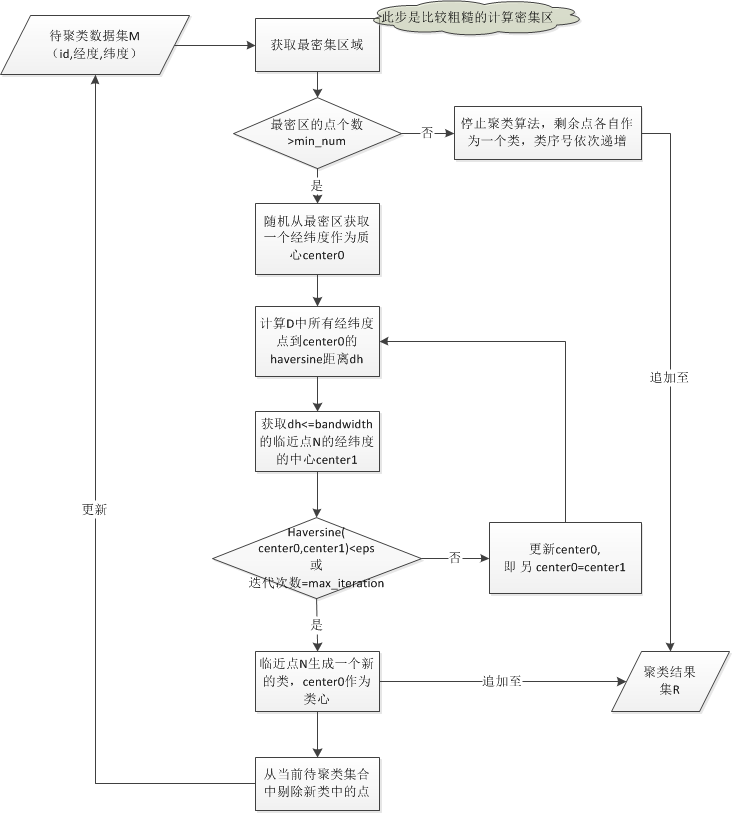 待聚类数据集M
（id,经度,纬度）
获取最密集区域
此步是比较粗糙的计算密集区
最密区的点个数
>min_num
否
停止聚类算法，剩余点各自作
为一个类，类序号依次递增
是
随机从最密区获取
一个经纬度作为质
心center0
计算D中所有经纬度
点到center0的
haversine距离dh
追加至
获取dh<=bandwidth
的临近点N的经纬度
的中心center1
更新
Haversine(
center0,center1)<eps
或
迭代次数=max_iteration
否
更新center0,
即 另 center0=center1
是
临近点N生成一个新
的类，center0作为
类心
追加至
聚类结果
集R
从当前待聚类集合
中剔除新类中的点